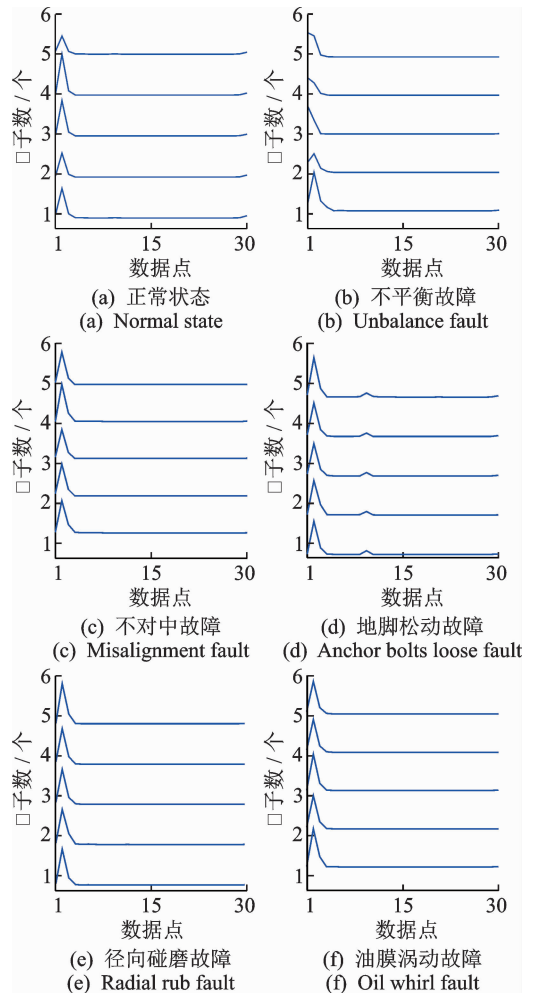 6
5
4
3
2
1
□子数 / 个
1 15 30
数据点
(a) 正常状态
(a) Normal state
6
5
4
3
2
1
□子数 / 个
1 15 30
数据点
(b) 不平衡故障
(b) Unbalance fault
6
5
4
3
2
1
□子数 / 个
1 15 30
数据点
(c) 不对中故障
(c) Misalignment fault
6
5
4
3
2
1
□子数 / 个
1 15 30
数据点
(d) 地脚松动故障
(d) Anchor bolts loose fault
6
5
4
3
2
1
□子数 / 个
1 15 30
数据点
(e) 径向碰磨故障
(e) Radial rub fault
6
5
4
3
2
1
□子数 / 个
1 15 30
数据点
(f) 油膜涡动故障
(f) Oil whirl fault